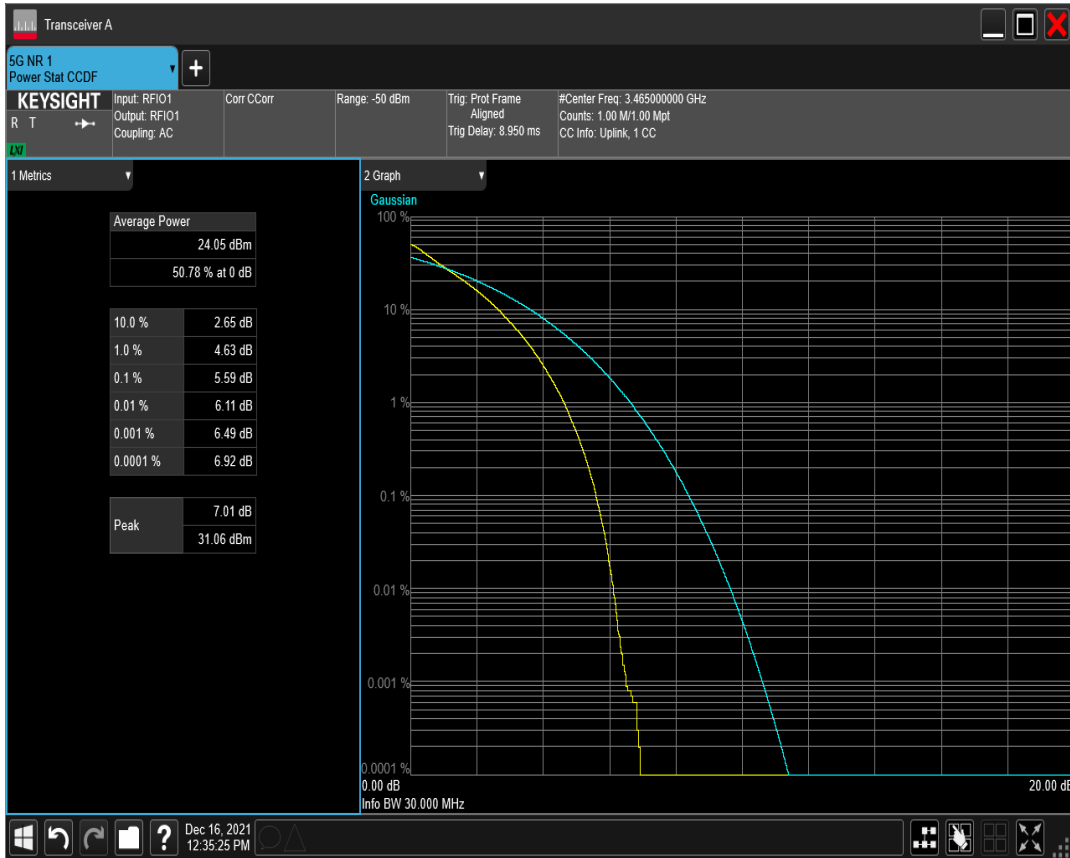 Transceiver A
5G NR 1
Power Stat CCDF
+
KEYSIGHT
R T
LXI
Input: RFIO1
Output: RFIO1
Coupling: AC
Corr CCorr
Range: -50 dBm
Trig: Prot Frame
Aligned
Trig Delay: 8.950 ms
#Center Freq: 3.465000000 GHz
Counts: 1.00 M/1.00 Mpt
CC Info: Uplink, 1 CC
1 Metrics
Average Power
24.05 dBm
50.78 % at 0 dB
10.0 % 2.65 dB
1.0 % 4.63 dB
0.1 % 5.59 dB
0.01 % 6.11 dB
0.001 % 6.49 dB
0.0001 % 6.92 dB
Peak 7.01 dB
31.06 dBm
2 Graph
Gaussian
100 %
10 %
1 %
0.1 %
0.01 %
0.001 %
0.0001 %
0.00 dB 20.00 dB
Info BW 30.000 MHz
? Dec 16, 2021
12:35:25 PM